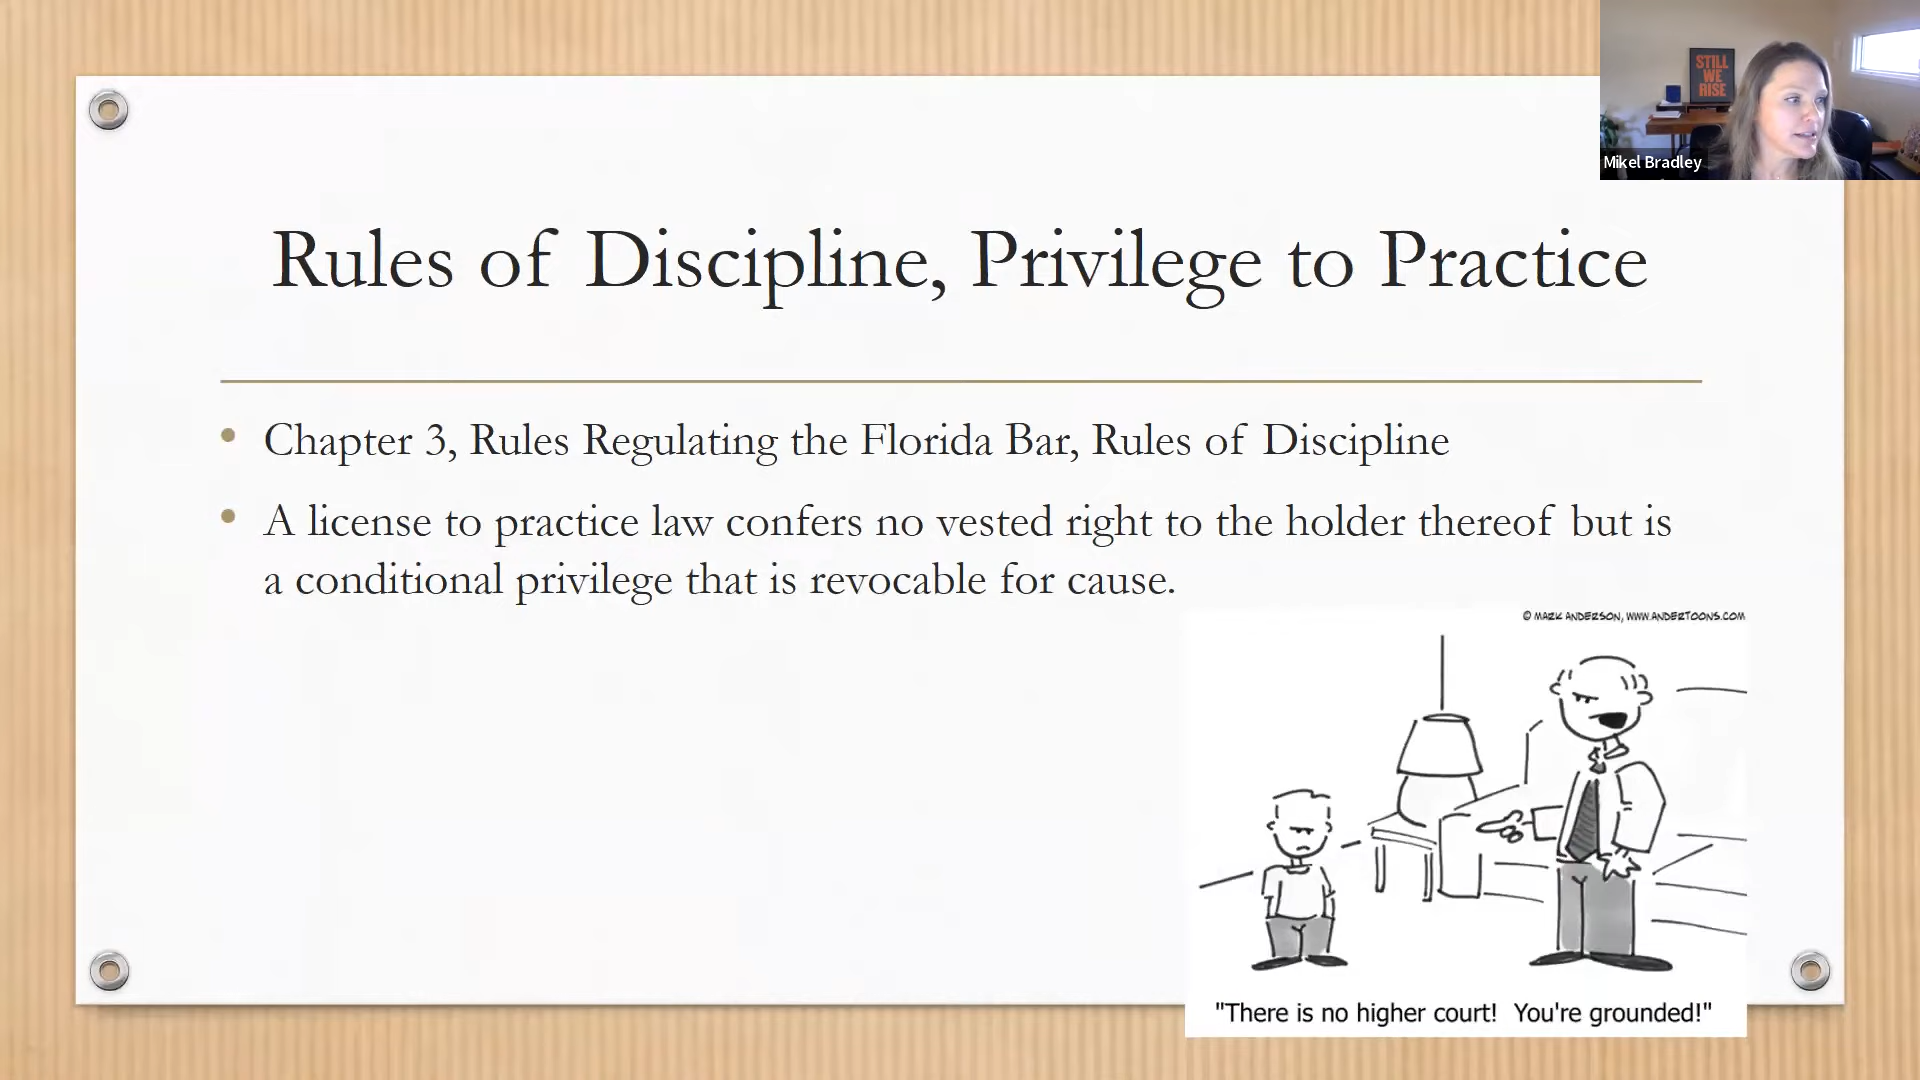 STILL
WE
RISE
Mikel Bradley
Rules of Discipline, Privilege to Practice
• Chapter 3, Rules Regulating the Florida Bar, Rules of Discipline
• A license to practice law confers no vested right to the holder thereof but is
a conditional privilege that is revocable for cause.
© MARK ANDERSON, WWW.ANDERTOONS.COM
"There is no higher court! You're grounded!"